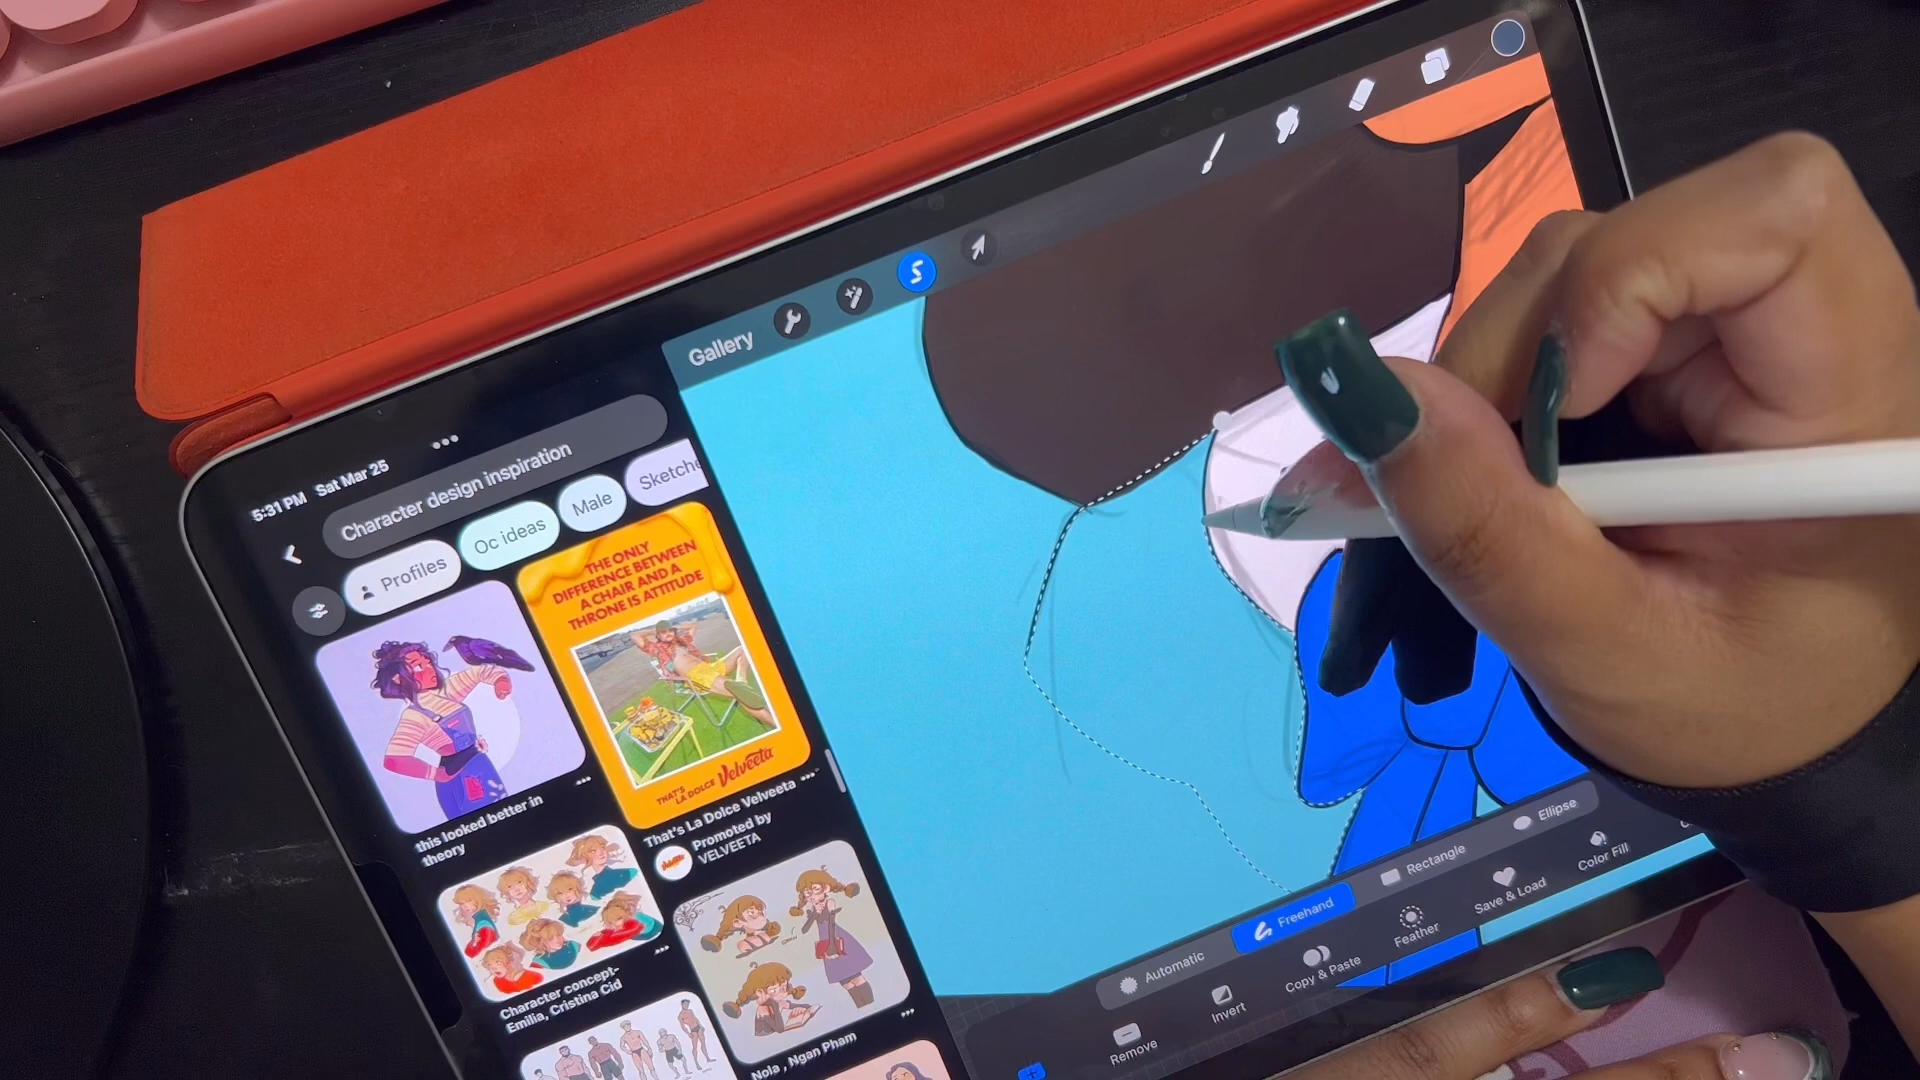 5:31 PM Sat Mar 25
Character design inspiration
Profiles
Oc ideas
Male
Sketche
THE ONLY
DIFFERENCE BETWEEN
A CHAIR AND A
THRONE IS ATTITUDE
THAT'S
LA DOLCE Velveeta
this looked better in
theory
That's La Dolce Velveeta
Promoted by
VELVEETA
Character concept-
Emilia, Cristina Cid
Nola , Ngan Pham
Gallery
Automatic
Freehand
Rectangle
Ellipse
Remove
Invert
Copy & Paste
Feather
Save & Load
Color Fill